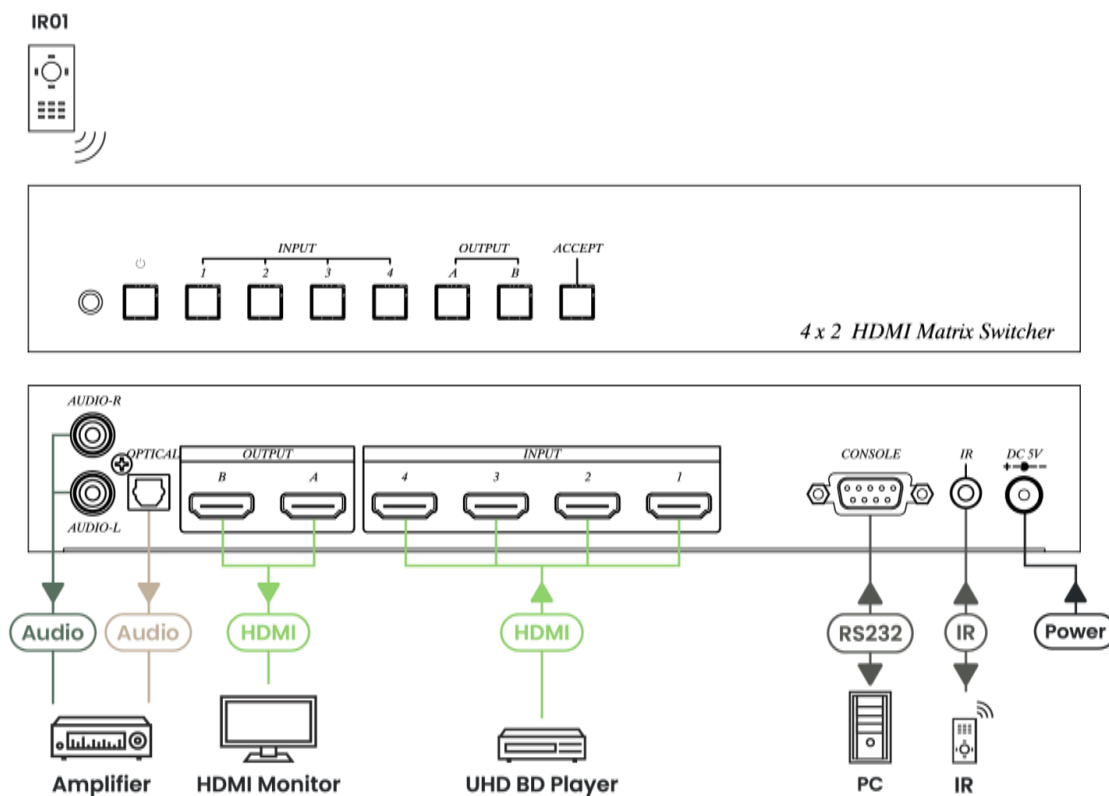 IR01
INPUT OUTPUT ACCEPT
1 2 3 4 A B
4 x 2 HDMI Matrix Switcher
AUDIO-R
OPTICAL OUTPUT INPUT CONSOLE IR DC 5V
+ -
B A 4 3 2 1
AUDIO-L
Audio Audio HDMI HDMI RS232 IR Power
Amplifier HDMI Monitor UHD BD Player PC IR